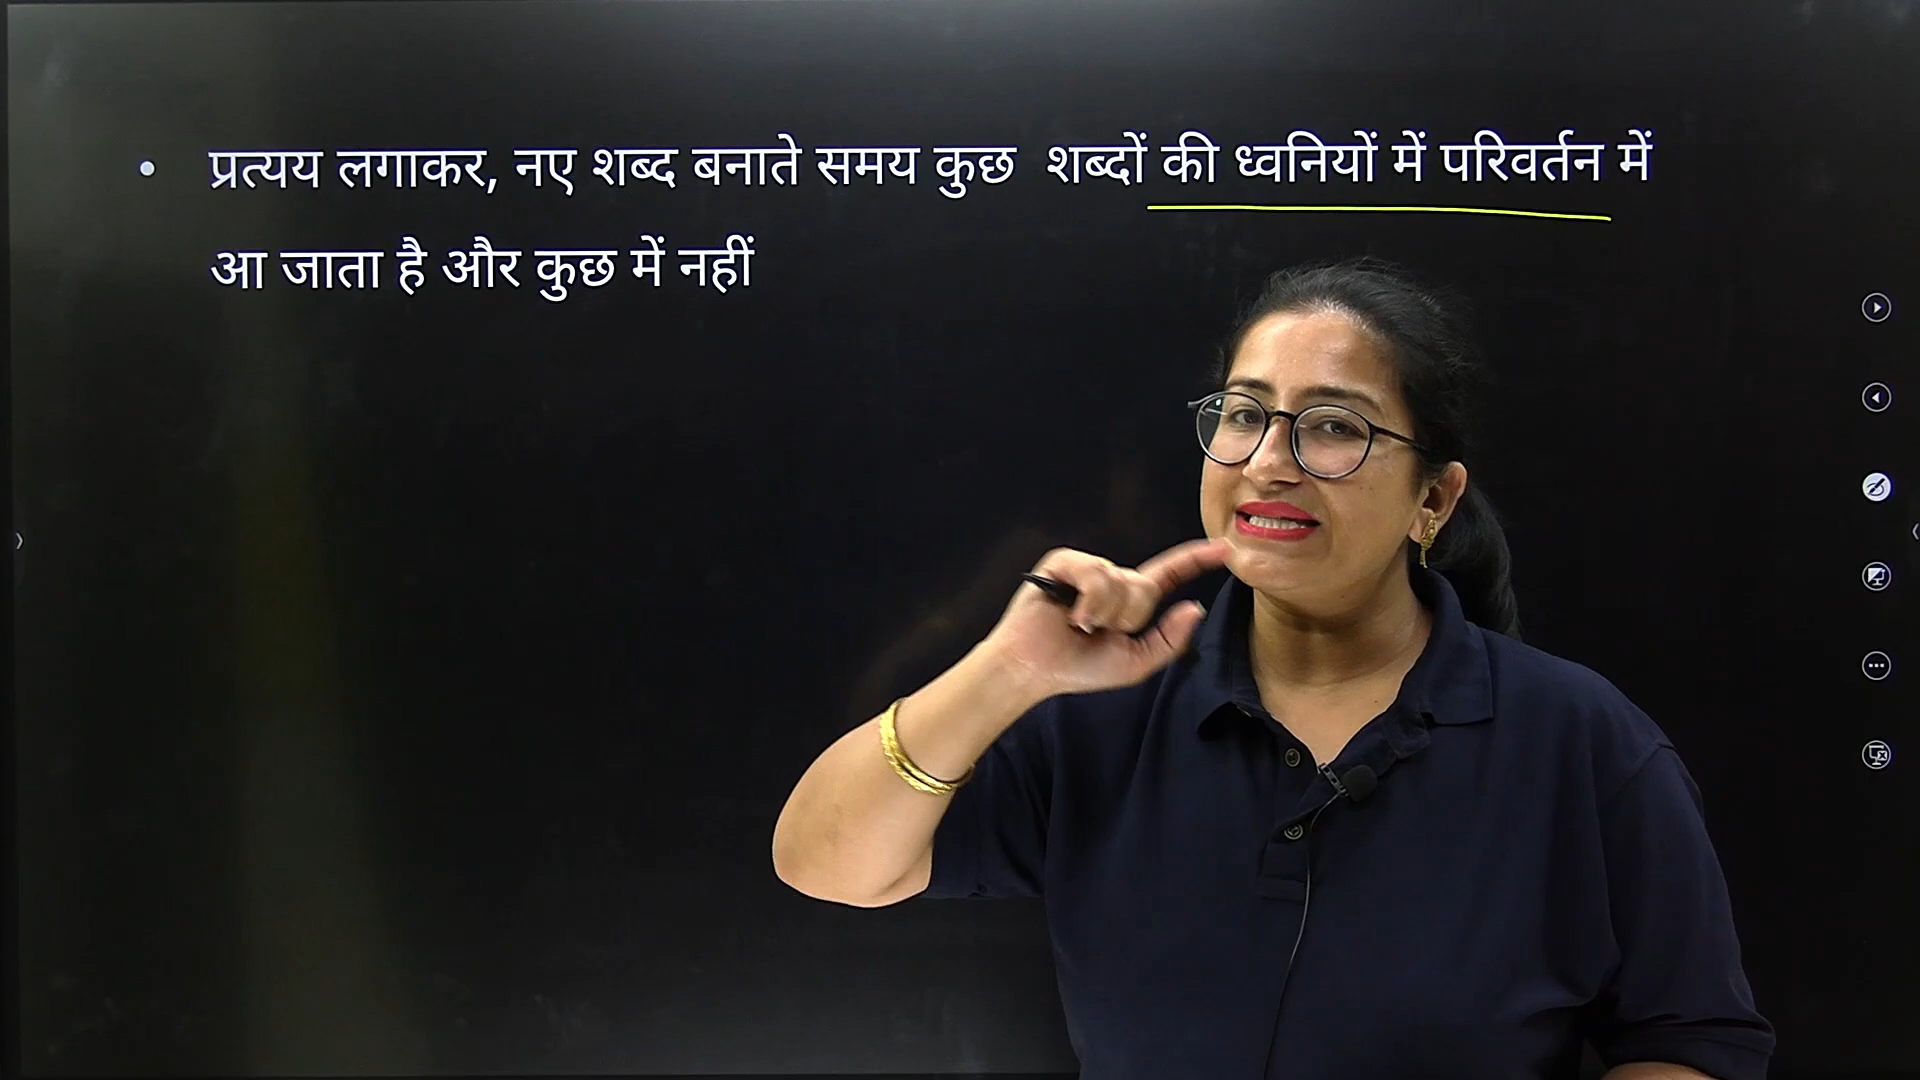 • प्रत्यय लगाकर, नए शब्द बनाते समय कुछ शब्दों की ध्वनियों में परिवर्तन में
आ जाता है और कुछ में नहीं